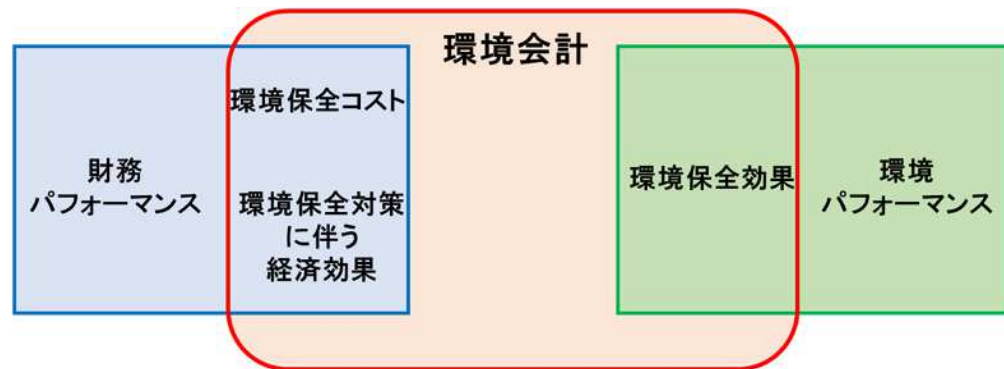 環境会計
財務
パフォーマンス
環境保全コスト
環境保全対策
に伴う
経済効果
環境保全効果
環境
パフォーマンス